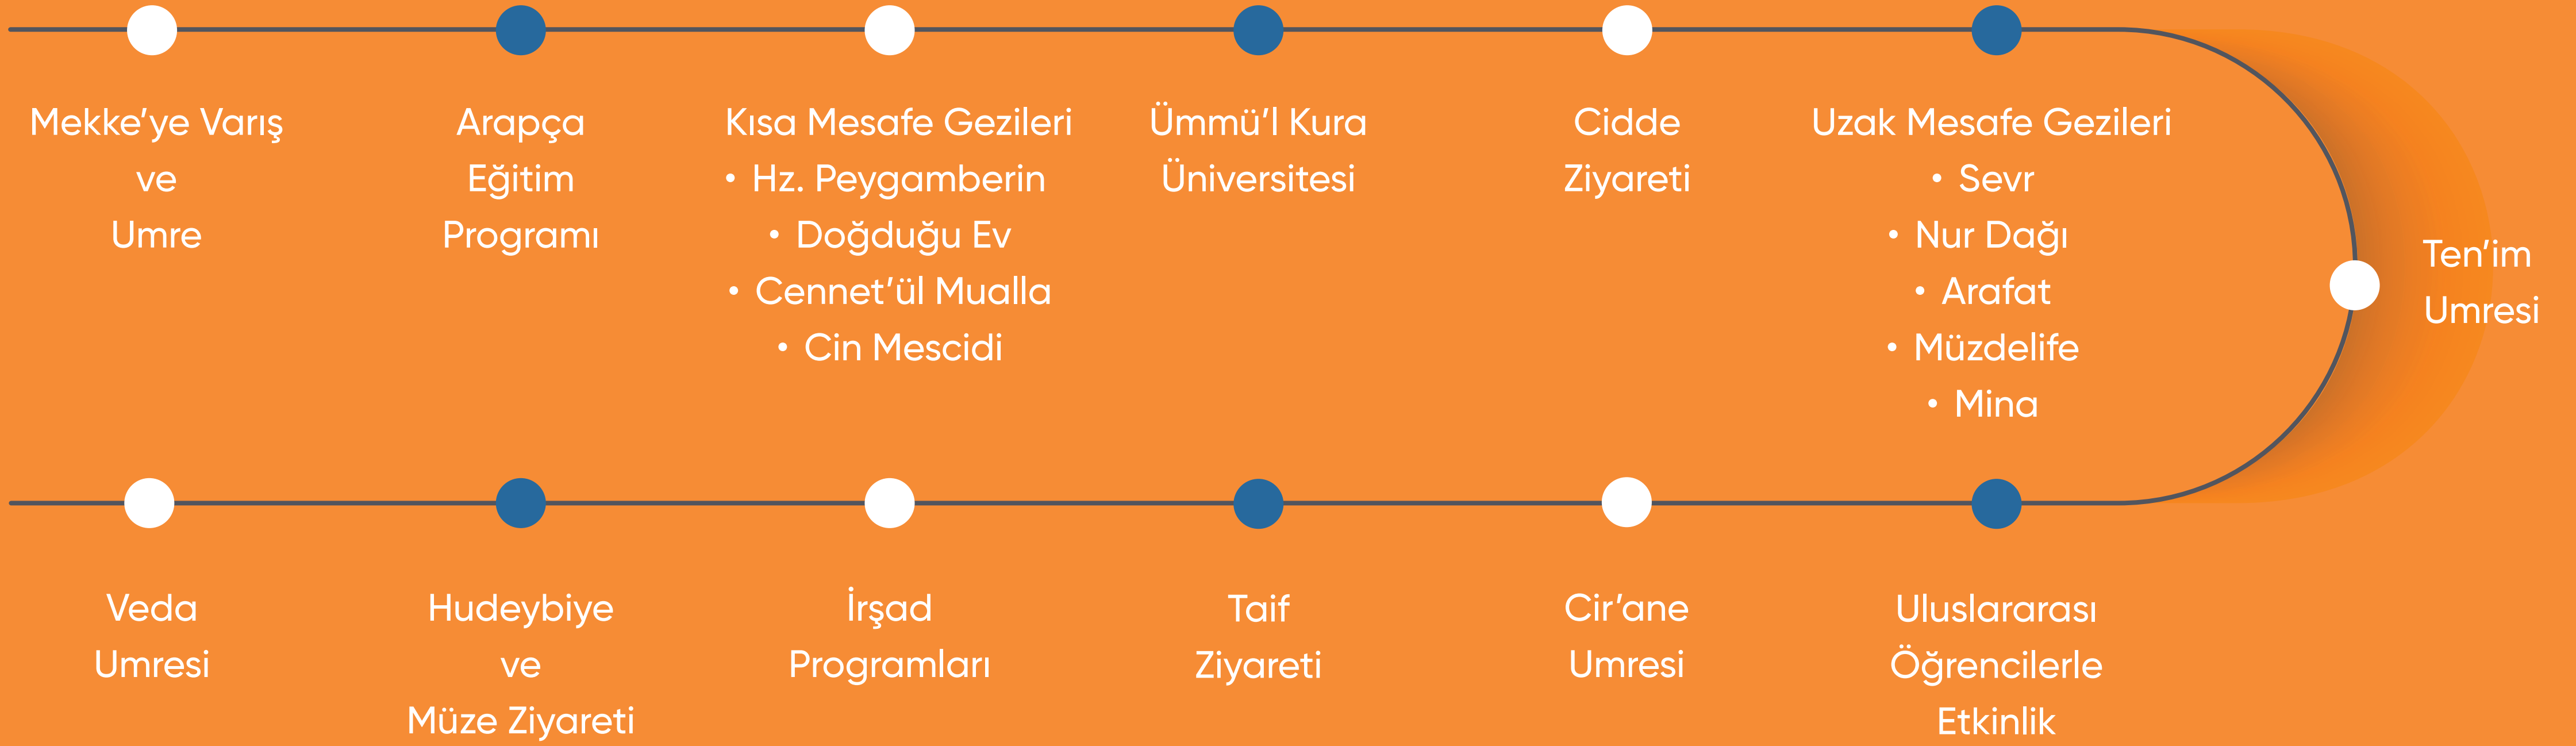 Mekke’ye Varış
ve
Umre
Arapça
Eğitim
Programı
Kısa Mesafe Gezileri
• Hz. Peygamberin
• Doğduğu Ev
• Cennet’ül Mualla
• Cin Mescidi
Ümmü’l Kura
Üniversitesi
Cidde
Ziyareti
Uzak Mesafe Gezileri
• Sevr
• Nur Dağı
• Arafat
• Müzdelife
• Mina
Ten’im
Umresi
Uluslararası
Öğrencilerle
Etkinlik
Cir’ane
Umresi
Taif
Ziyareti
İrşad
Programları
Hudeybiye
ve
Müze Ziyareti
Veda
Umresi